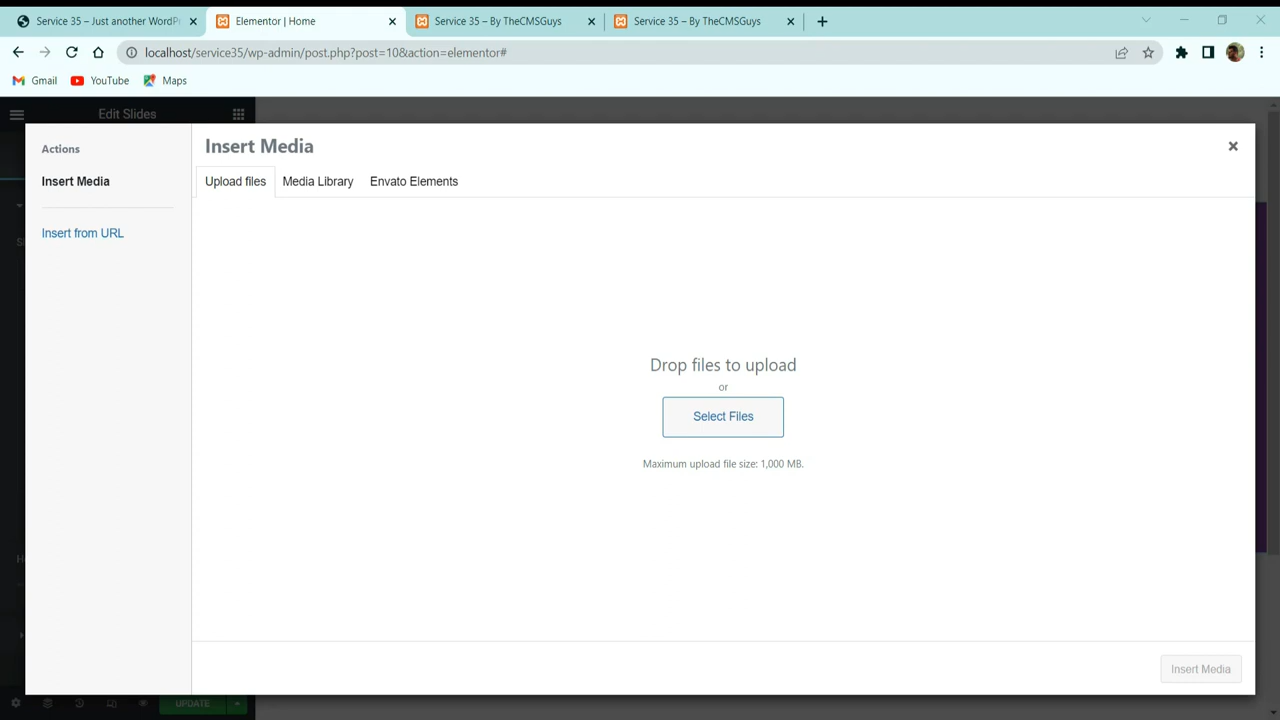 Service 35 – Just another WordPr
Elementor | Home
Service 35 – By TheCMSGuys
Service 35 – By TheCMSGuys
localhost/service35/wp-admin/post.php?post=10&action=elementor#
Gmail
YouTube
Maps
Edit Slides
Actions
Insert Media
Insert from URL
Insert Media
Upload files
Media Library
Envato Elements
Drop files to upload
or
Select Files
Maximum upload file size: 1,000 MB.
Insert Media
UPDATE